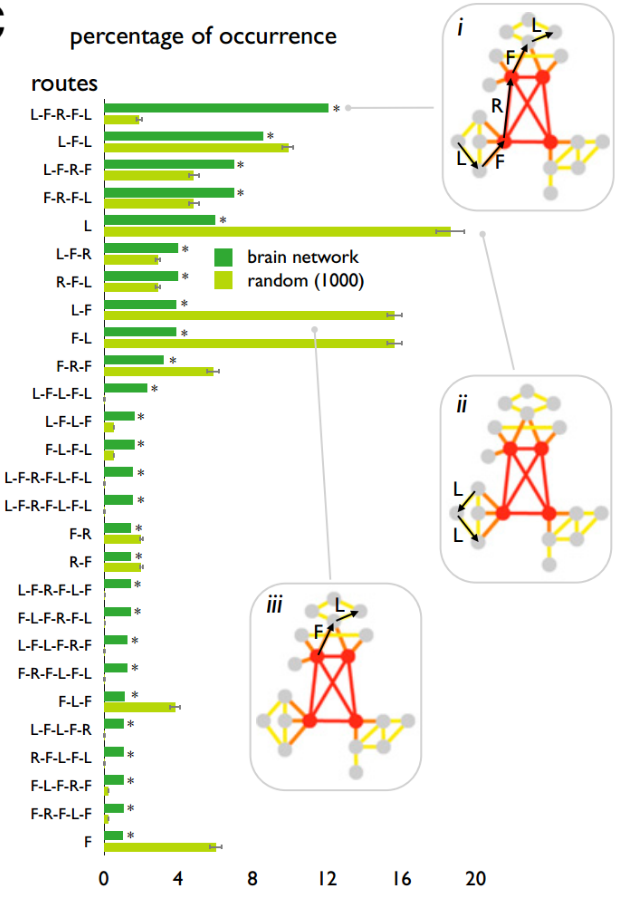 C
percentage of occurrence
routes
L-F-R-F-L
L-F-L
L-F-R-F
F-R-F-L
L
L-F-R
R-F-L
L-F
F-L
F-R-F
L-F-L-F-L
L-F-L-F
F-L-F-L
L-F-R-F-L-F-L
L-F-R-F-L-F-L
F-R
R-F
L-F-R-F-L-F
F-L-F-R-F-L
L-F-L-F-R-F
F-R-F-L-F-L
F-L-F
L-F-L-F-R
R-F-L-F-L
F-L-F-R-F
F-R-F-L-F
F
* * * * * * * * * * * * * * * * * * * * * * * * * * *
brain network
random (1000)
0 4 8 12 16 20
i
L
F
R
L
F
ii
L
L
iii
L
F